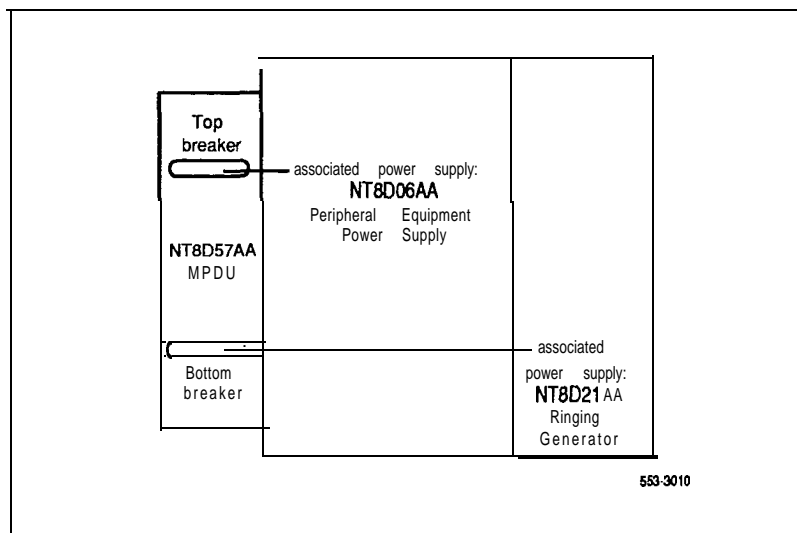 Top
breaker
associated power supply:
NT8D06AA
Peripheral Equipment
Power Supply
NT8D57AA
MPDU
Bottom
breaker
associated
power supply:
NT8D21AA
Ringing
Generator
553-3010